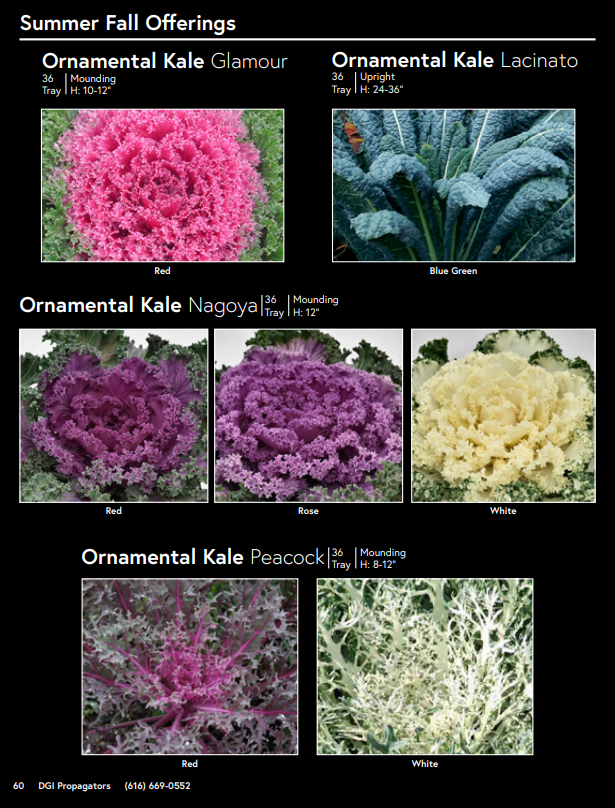 Summer Fall Offerings
Ornamental Kale Glamour
36 Tray | Mounding H: 10-12"
Red
Ornamental Kale Lacinato
36 Tray | Upright H: 24-36"
Blue Green
Ornamental Kale Nagoya | 36 Tray | Mounding H: 12"
Red
Rose
White
Ornamental Kale Peacock | 36 Tray | Mounding H: 8-12"
Red
White
60 DGI Propagators (616) 669-0552